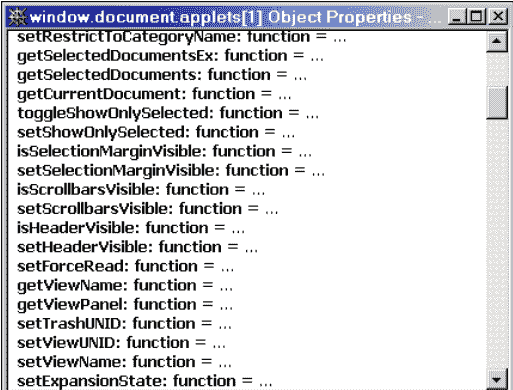 window.document.applets[1] Object Properties - ...
setRestrictToCategoryName: function = ...
getSelectedDocumentsEx: function = ...
getSelectedDocuments: function = ...
getCurrentDocument: function = ...
toggleShowOnlySelected: function = ...
setShowOnlySelected: function = ...
isSelectionMarginVisible: function = ...
setSelectionMarginVisible: function = ...
isScrollbarsVisible: function = ...
setScrollbarsVisible: function = ...
isHeaderVisible: function = ...
setHeaderVisible: function = ...
setForceRead: function = ...
getViewName: function = ...
getViewPanel: function = ...
setTrashUNID: function = ...
setViewUNID: function = ...
setViewName: function = ...
setExpansionState: function = ...